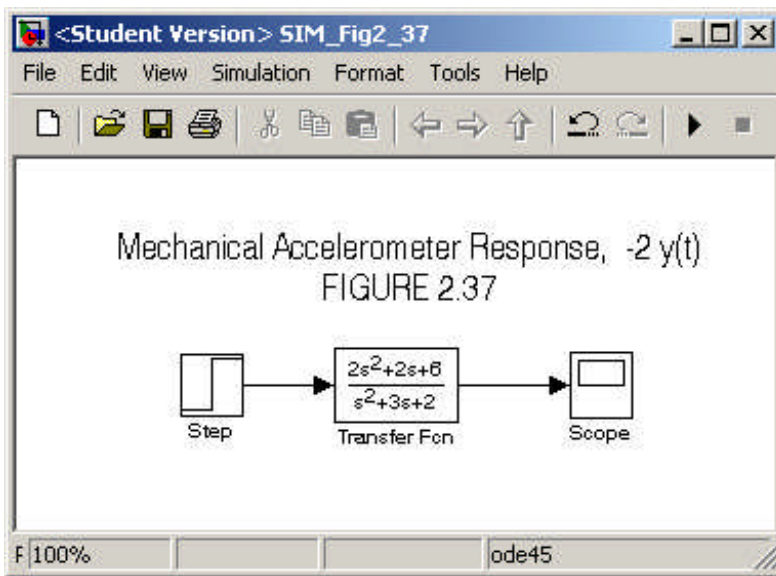 <Student Version> SIM_Fig2_37
File Edit View Simulation Format Tools Help
Mechanical Accelerometer Response, -2 y(t)
FIGURE 2.37
2s²+2s+6
s²+3s+2
Step
Transfer Fcn
Scope
F 100% ode45